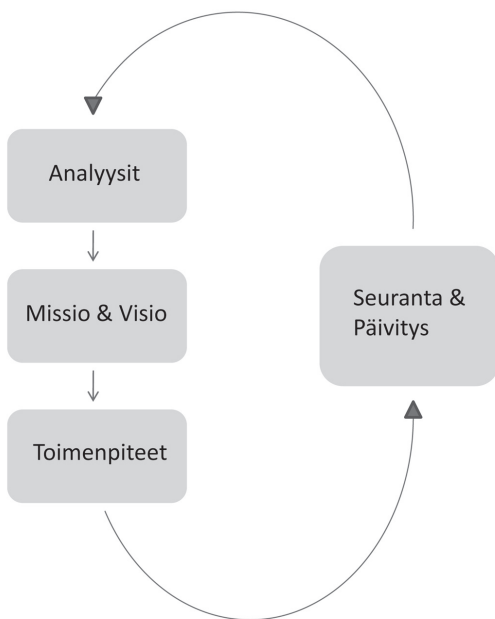 Analyysit
Missio & Visio
Toimenpiteet
Seuranta &
Päivitys